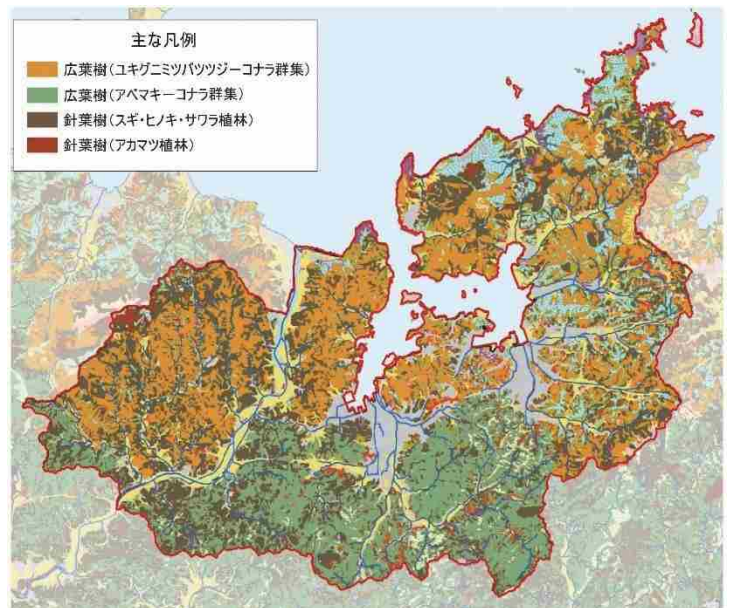 主な凡例
広葉樹(ユキグニミツバツツジーコナラ群集)
広葉樹(アベマキーコナラ群集)
針葉樹(スギ・ヒノキ・サワラ植林)
針葉樹(アカマツ植林)